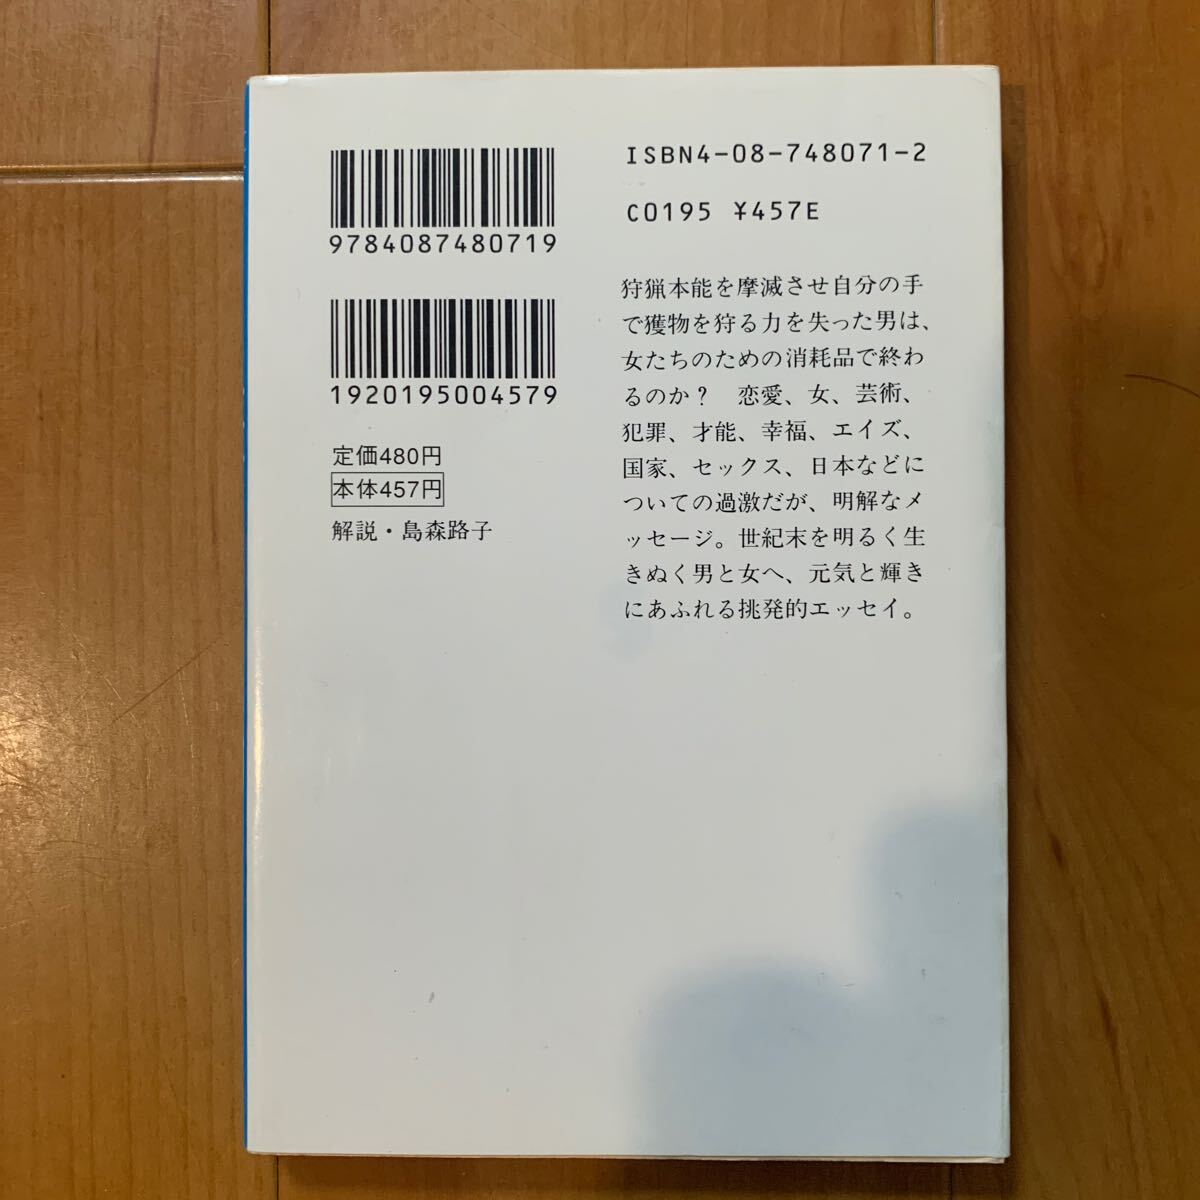 9784087480719
1920195004579
定価480円
本体457円
解説・島森路子
ISBN4-08-748071-2
C0195 ¥457E
狩猟本能を摩滅させ自分の手
で獲物を狩る力を失った男は、
女たちのための消耗品で終わ
るのか？　恋愛、女、芸術、
犯罪、才能、幸福、エイズ、
国家、セックス、日本などに
ついての過激だが、明解なメ
ッセージ。世紀末を明るく生
きぬく男と女へ、元気と輝き
にあふれる挑発的エッセイ。